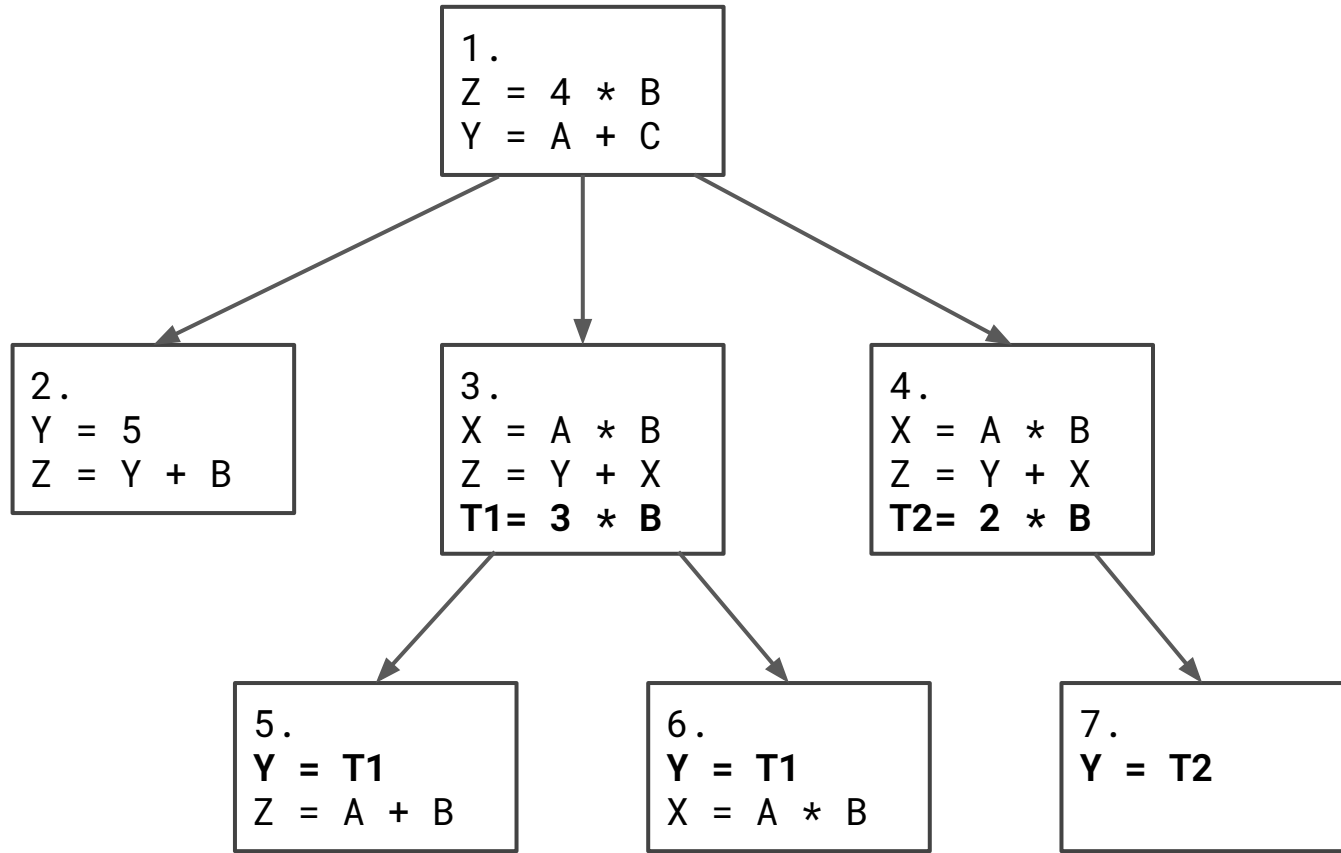 1.
Z = 4 * B
Y = A + C
2.
Y = 5
Z = Y + B
3.
X = A * B
Z = Y + X
T1= 3 * B
4.
X = A * B
Z = Y + X
T2= 2 * B
5.
Y = T1
Z = A + B
6.
Y = T1
X = A * B
7.
Y = T2